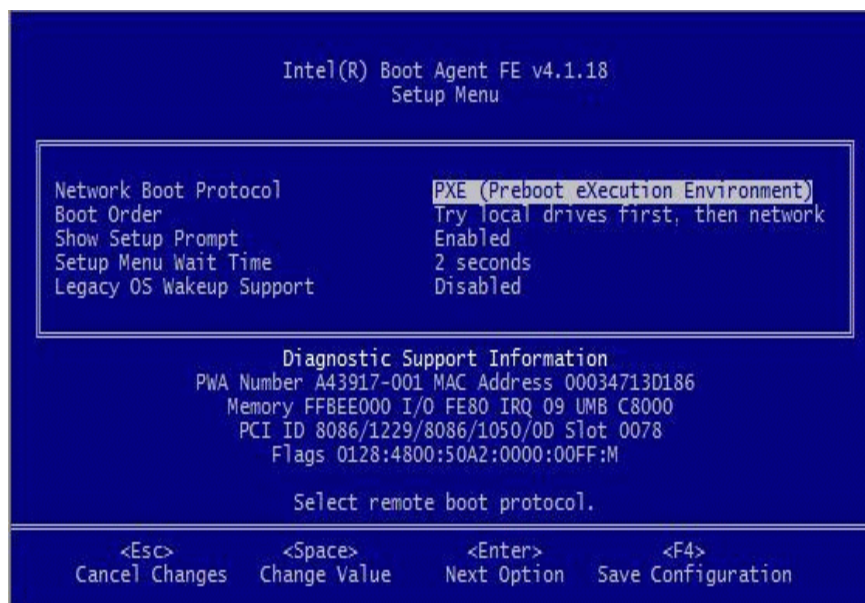 Intel(R) Boot Agent FE v4.1.18
Setup Menu
Network Boot Protocol PXE (Preboot eXecution Environment)
Boot Order Try local drives first, then network
Show Setup Prompt Enabled
Setup Menu Wait Time 2 seconds
Legacy OS Wakeup Support Disabled
Diagnostic Support Information
PWA Number A43917-001 MAC Address 00034713D186
Memory FFBEE000 I/O FE80 IRQ 09 UMB C8000
PCI ID 8086/1229/8086/1050/0D Slot 0078
Flags 0128:4800:50A2:0000:00FF:M
Select remote boot protocol.
<Esc> <Space> <Enter> <F4>
Cancel Changes Change Value Next Option Save Configuration